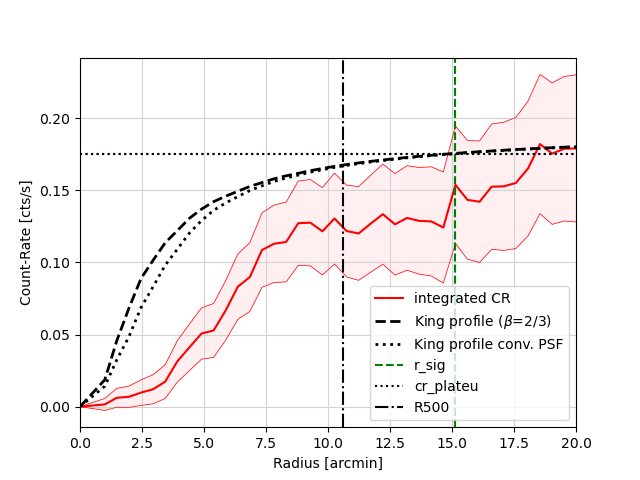 0.20
0.15
0.10
0.05
0.00
Count-Rate [cts/s]
integrated CR
King profile (β=2/3)
King profile conv. PSF
r_sig
cr_plateu
R500
0.0 2.5 5.0 7.5 10.0 12.5 15.0 17.5 20.0
Radius [arcmin]